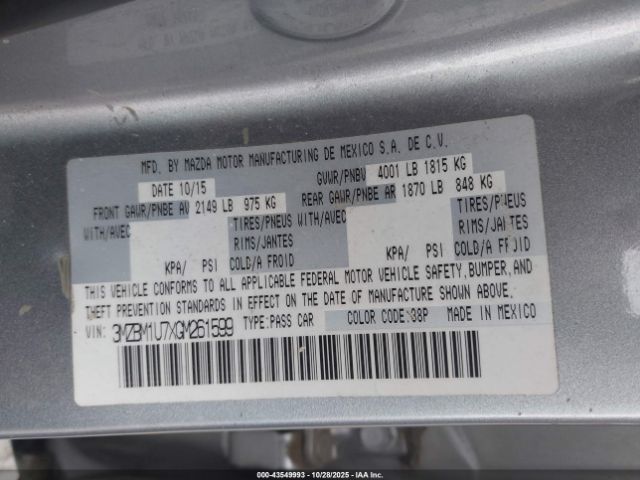 MFD. BY MAZDA MOTOR MANUFACTURING DE MEXICO S.A. DE C.V.
DATE 10/15 GVWR/PNBV 4001 LB 1815 KG
FRONT GAWR/PNBE AV 2149 LB 975 KG REAR GAWR/PNBE AR 1870 LB 848 KG
WITH/AVEC TIRES/PNEUS WITH/AVEC TIRES/PNEUS
RIMS/JANTES RIMS/JANTES
KPA/ PSI COLD/A FROID KPA/ PSI COLD/A FROID
THIS VEHICLE CONFORMS TO ALL APPLICABLE FEDERAL MOTOR VEHICLE SAFETY, BUMPER, AND
THEFT PREVENTION STANDARDS IN EFFECT ON THE DATE OF MANUFACTURE SHOWN ABOVE.
VIN: 3MZBM1U7XGM261599 TYPE:PASS CAR COLOR CODE:38P MADE IN MEXICO
000-43549993 - 10/28/2025 - IAA Inc.